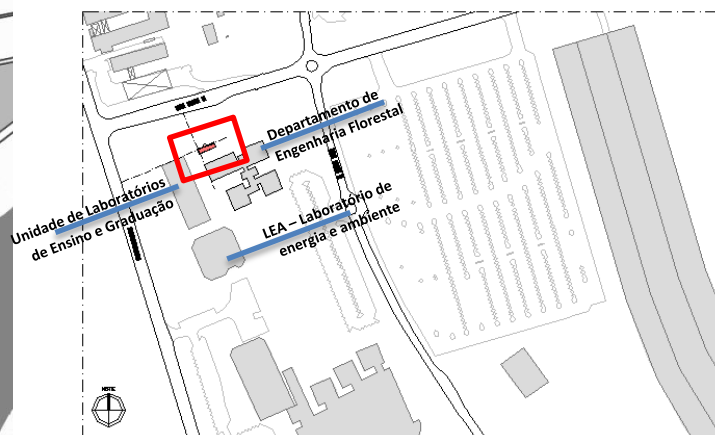 Departamento de
Engenharia Florestal
Unidade de Laboratórios
de Ensino e Graduação
LEA – Laboratório de
energia e ambiente
NORTE